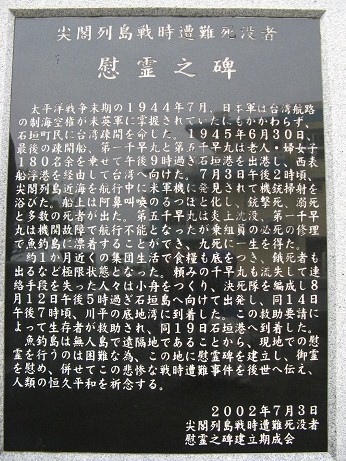 尖閣列島戦時遭難死没者
慰霊之碑
太平洋戦争末期の1944年7月、日本軍は台湾航路
の制海空権が米英軍に掌握されていたにもかかわらず、
石垣町民に台湾疎開を命じた。1945年6月30日、
最後の疎開船、第一千早丸と第五千早丸は老人・婦女子
180名余を乗せて午後9時過ぎ石垣港を出港し、西表
船浮港を経由して台湾へ向けた。7月3日午後2時頃、
尖閣列島近海を航行中に米軍機に発見されて機銃掃射を
浴びた。船上は阿鼻叫喚のるつぼと化し、銃撃死、溺死
と多数の死者が出た。第五千早丸は炎上沈没、第一千早
丸は機関故障で航行不能となったが乗組員の必死の修理
で魚釣島に漂着することができ、九死に一生を得た。
約1か月近くの集団生活で食糧も底をつき、餓死者も
出るなど極限状態となった。頼みの千早丸も流失して連
絡手段を失った人々は小舟をつくり、決死隊を編成し8
月12日午後5時過ぎ石垣島へ向けて出発し、同14日
午後7時頃、川平の底地湾に到着した。この救助要請に
よって生存者が救助され、同19日石垣港へ到着した。
魚釣島は無人島で遠隔地であることから、現地での慰
霊を行うのは困難な為、この地に慰霊碑を建立し、御霊
を慰め、併せてこの悲惨な戦時遭難事件を後世へ伝え、
人類の恒久平和を祈念する。
2002年7月3日
尖閣列島戦時遭難死没者
慰霊之碑建立期成会